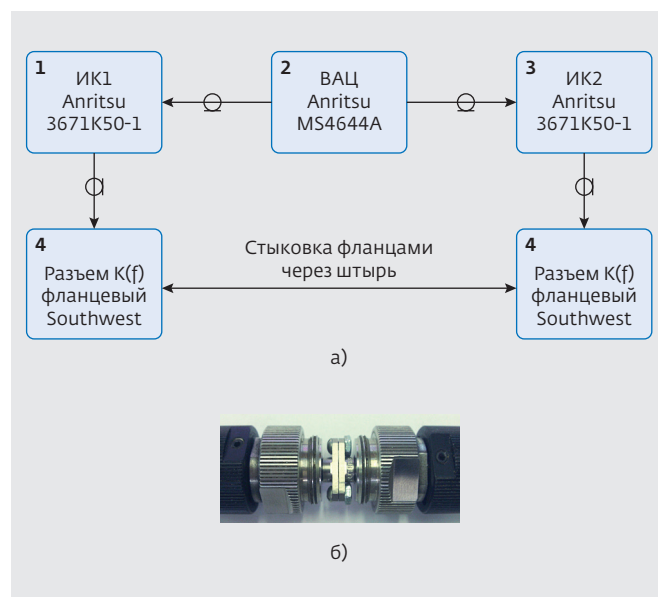 1
ИК1
Anritsu
3671K50-1
2
ВАЦ
Anritsu
MS4644A
3
ИК2
Anritsu
3671K50-1
4
Разъем K(f)
фланцевый
Southwest
Стыковка фланцами
через штырь
4
Разъем K(f)
фланцевый
Southwest
а)
б)